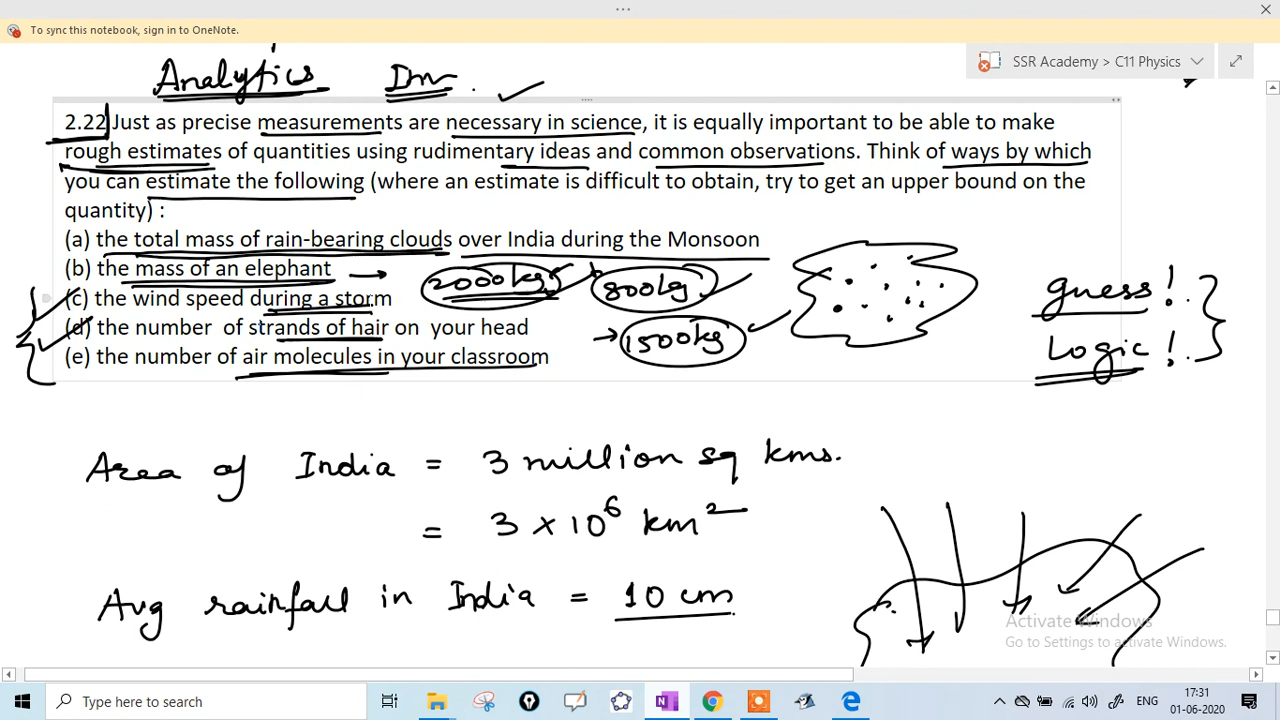 To sync this notebook, sign in to OneNote.
SSR Academy > C11 Physics
Analytics
2.22 Just as precise measurements are necessary in science, it is equally important to be able to make
rough estimates of quantities using rudimentary ideas and common observations. Think of ways by which
you can estimate the following (where an estimate is difficult to obtain, try to get an upper bound on the
quantity) :
(a) the total mass of rain-bearing clouds over India during the Monsoon
(b) the mass of an elephant → 2000kg 800kg
(c) the wind speed during a storm
(d) the number of strands of hair on your head
→ 1500kg
(e) the number of air molecules in your classroom
guess!
Logic!
Area of India = 3 million sq kms.
= 3 × 10⁶ km²
Avg rainfall in India = 10 cm
Activate Windows
Go to Settings to activate Windows.
Type here to search
ENG
17:31
01-06-2020